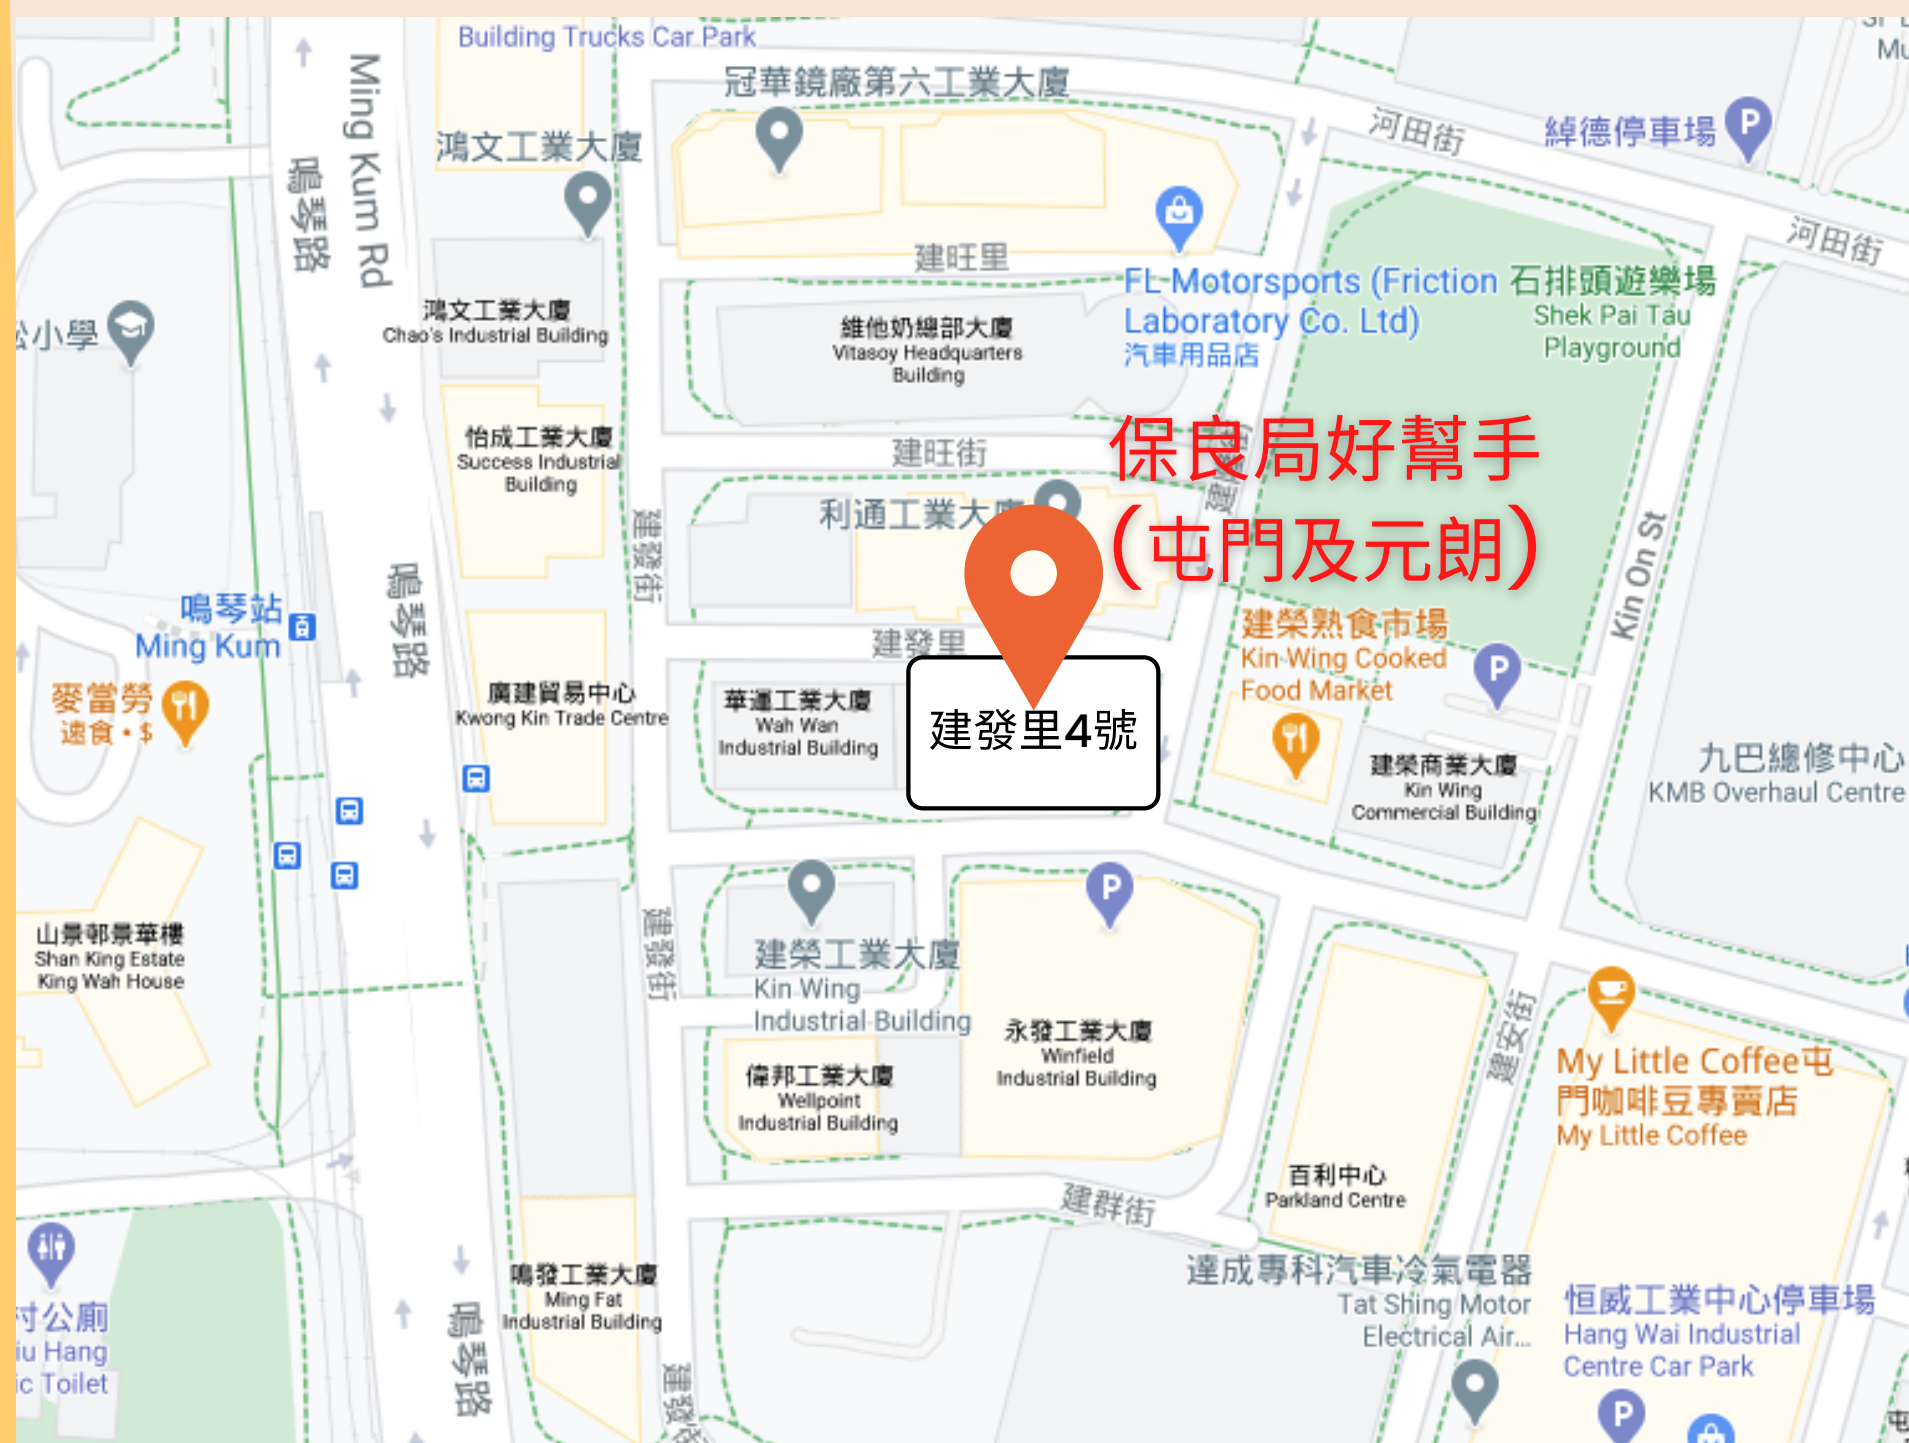 Building Trucks Car Park
冠華鏡廠第六工業大廈
Ming Kum Rd
鳴琴路
鴻文工業大廈
河田街
綽德停車場
河田街
建旺里
FL Motorsports (Friction
Laboratory Co. Ltd)
汽車用品店
石排頭遊樂場
Shek Pai Tau
Playground
小學
鴻文工業大廈
Chao's Industrial Building
維他奶總部大廈
Vitasoy Headquarters
Building
怡成工業大廈
Success Industrial
Building
建旺街
保良局好幫手
(屯門及元朗)
利通工業大廈
建發街
Kin On St
鳴琴路
鳴琴站
Ming Kum
建發里
建榮熟食市場
Kin Wing Cooked
Food Market
麥當勞
速食・$
廣建貿易中心
Kwong Kin Trade Centre
華運工業大廈
Wah Wan
Industrial Building
建發里4號
建榮商業大廈
Kin Wing
Commercial Building
九巴總修中心
KMB Overhaul Centre
山景邨景華樓
Shan King Estate
King Wah House
建發街
建榮工業大廈
Kin Wing
Industrial Building
永發工業大廈
Winfield
Industrial Building
建安街
My Little Coffee屯
門咖啡豆專賣店
My Little Coffee
偉邦工業大廈
Wellpoint
Industrial Building
百利中心
Parkland Centre
建群街
達成專科汽車冷氣電器
Tat Shing Motor
Electrical Air...
恒威工業中心停車場
Hang Wai Industrial
Centre Car Park
鳴發工業大廈
Ming Fat
Industrial Building
村公廁
iu Hang
ic Toilet
鳴琴路
建發街